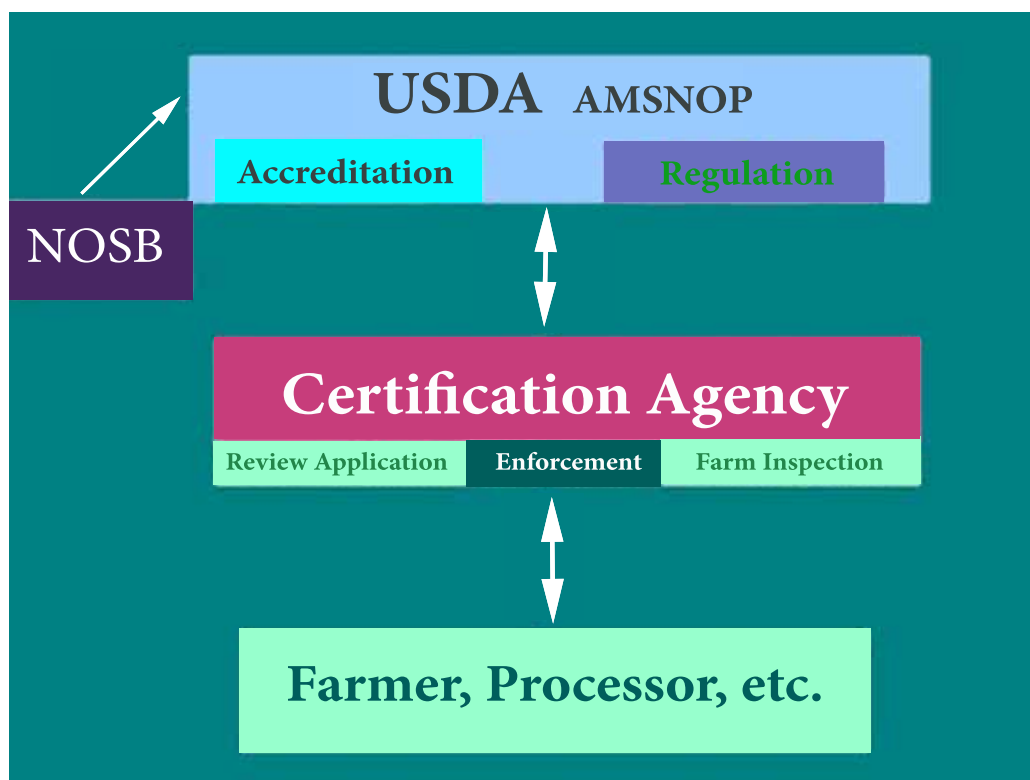 USDA AMSNOP
Accreditation
Regulation
NOSB
Certification Agency
Review Application
Enforcement
Farm Inspection
Farmer, Processor, etc.